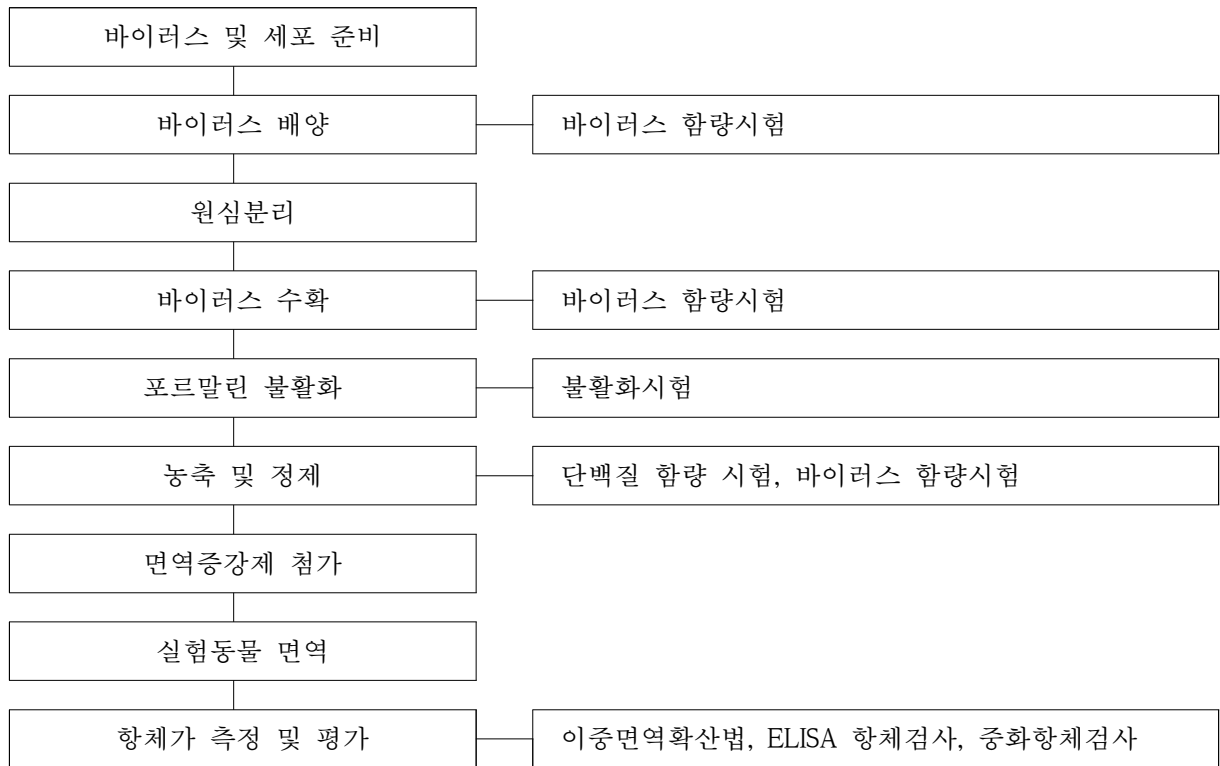 바이러스 및 세포 준비
바이러스 배양
바이러스 함량시험
원심분리
바이러스 수확
바이러스 함량시험
포르말린 불활화
불활화시험
농축 및 정제
단백질 함량 시험, 바이러스 함량시험
면역증강제 첨가
실험동물 면역
항체가 측정 및 평가
이중면역확산법, ELISA 항체검사, 중화항체검사